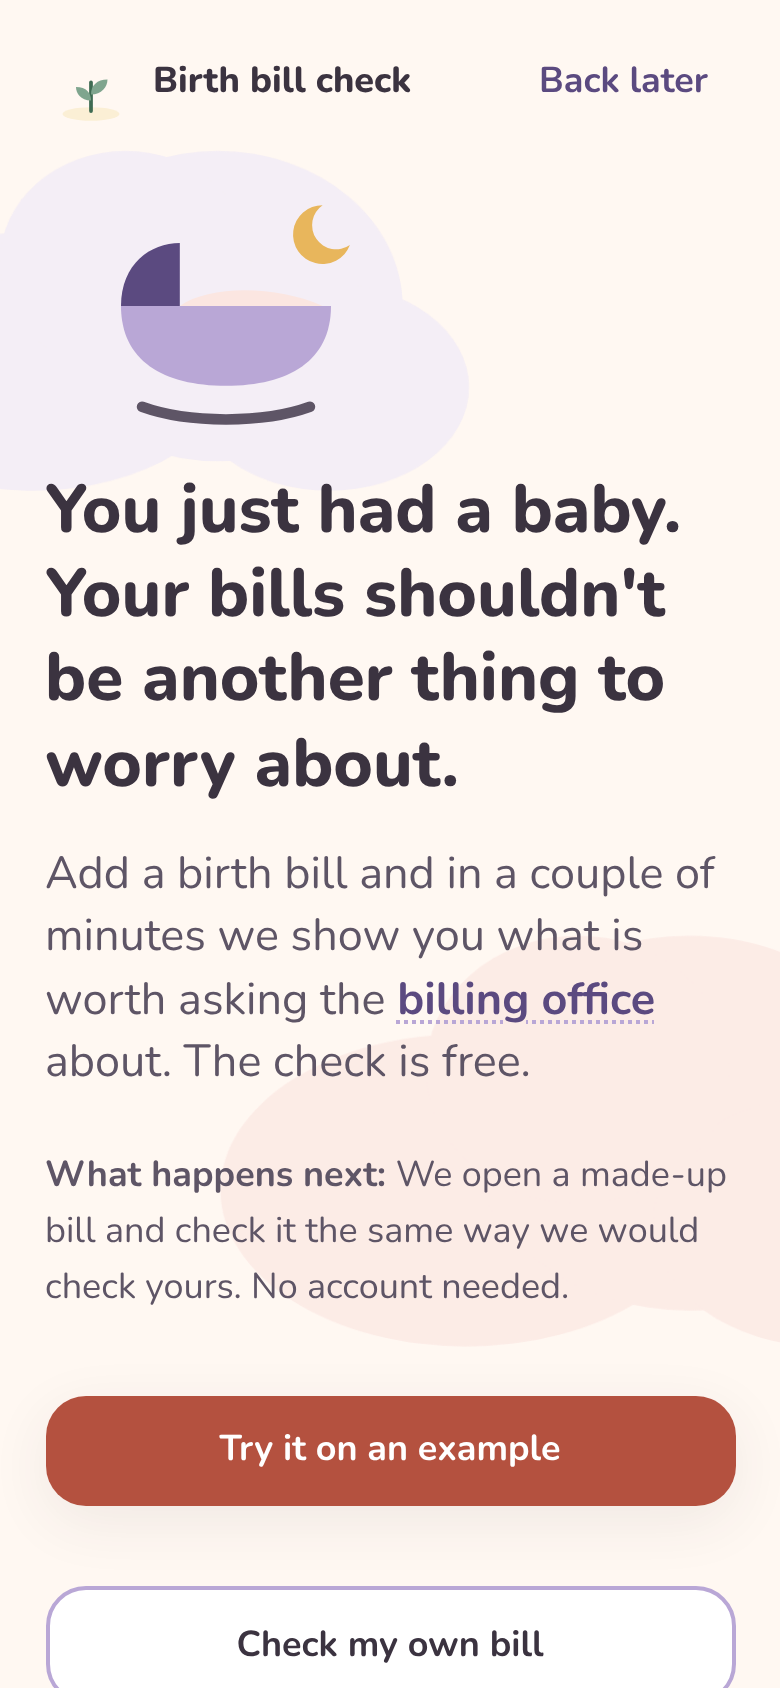 Birth bill check
Back later
You just had a baby.
Your bills shouldn't
be another thing to
worry about.
Add a birth bill and in a couple of
minutes we show you what is
worth asking the billing office
about. The check is free.
What happens next: We open a made-up
bill and check it the same way we would
check yours. No account needed.
Try it on an example
Check my own bill